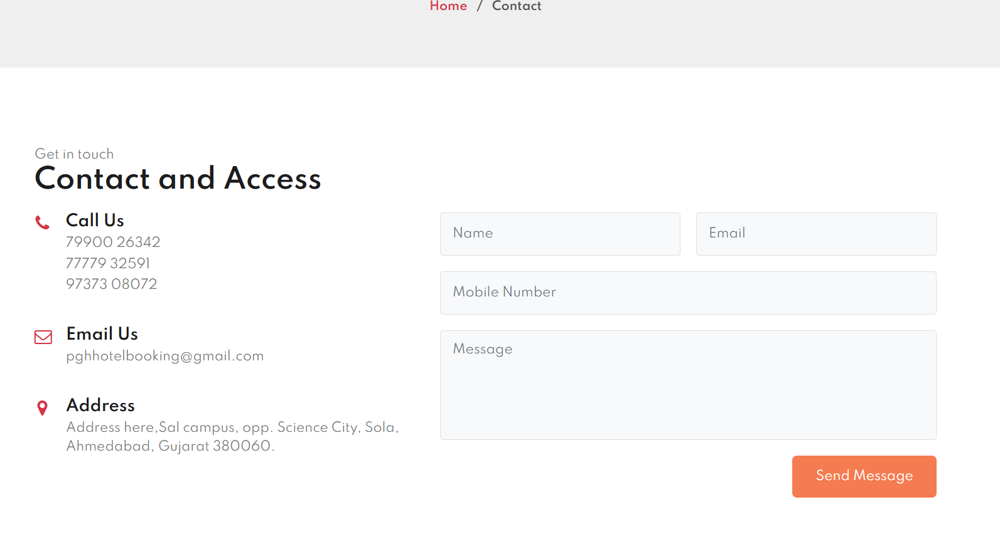 Home / Contact
Get in touch
Contact and Access
Call Us
79900 26342
77779 32591
97373 08072
Email Us
pghhotelbooking@gmail.com
Address
Address here,Sal campus, opp. Science City, Sola,
Ahmedabad, Gujarat 380060.
Name
Email
Mobile Number
Message
Send Message